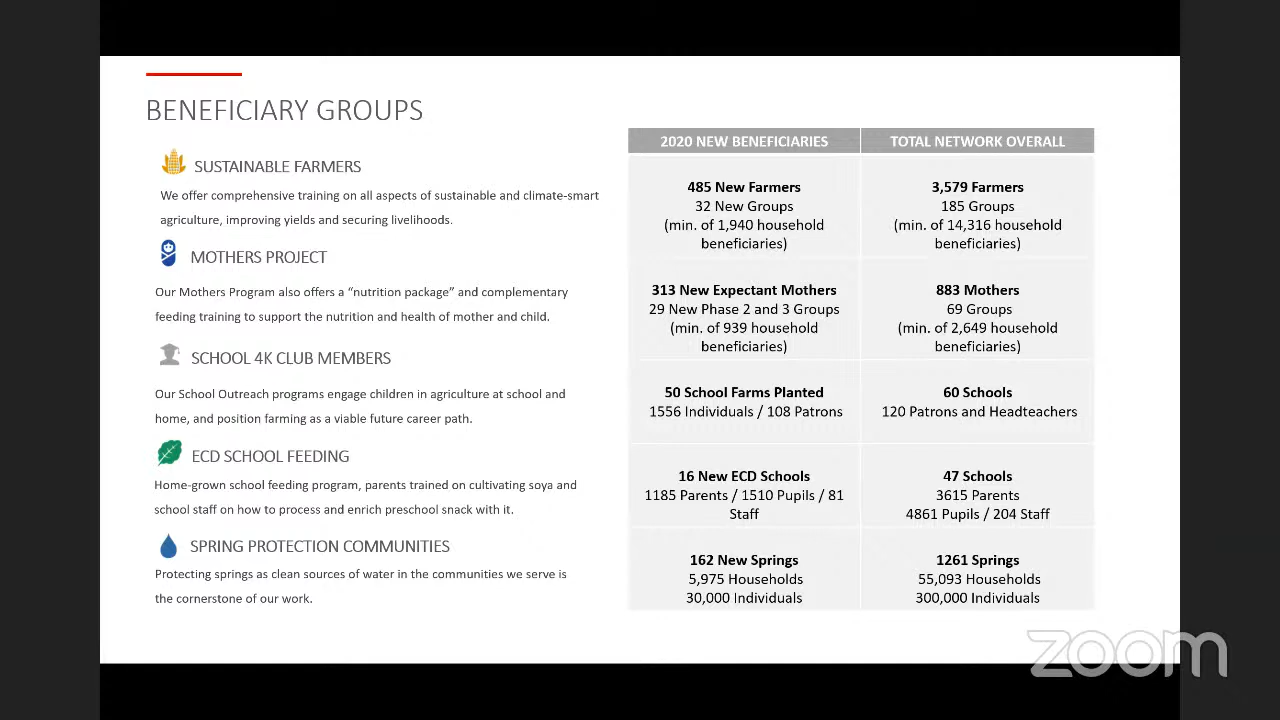 BENEFICIARY GROUPS
SUSTAINABLE FARMERS
We offer comprehensive training on all aspects of sustainable and climate-smart
agriculture, improving yields and securing livelihoods.
MOTHERS PROJECT
Our Mothers Program also offers a “nutrition package” and complementary
feeding training to support the nutrition and health of mother and child.
SCHOOL 4K CLUB MEMBERS
Our School Outreach programs engage children in agriculture at school and
home, and position farming as a viable future career path.
ECD SCHOOL FEEDING
Home-grown school feeding program, parents trained on cultivating soya and
school staff on how to process and enrich preschool snack with it.
SPRING PROTECTION COMMUNITIES
Protecting springs as clean sources of water in the communities we serve is
the cornerstone of our work.
2020 NEW BENEFICIARIES
TOTAL NETWORK OVERALL
485 New Farmers
32 New Groups
(min. of 1,940 household
beneficiaries)
3,579 Farmers
185 Groups
(min. of 14,316 household
beneficiaries)
313 New Expectant Mothers
29 New Phase 2 and 3 Groups
(min. of 939 household
beneficiaries)
883 Mothers
69 Groups
(min. of 2,649 household
beneficiaries)
50 School Farms Planted
1556 Individuals / 108 Patrons
60 Schools
120 Patrons and Headteachers
16 New ECD Schools
1185 Parents / 1510 Pupils / 81
Staff
47 Schools
3615 Parents
4861 Pupils / 204 Staff
162 New Springs
5,975 Households
30,000 Individuals
1261 Springs
55,093 Households
300,000 Individuals
zoom